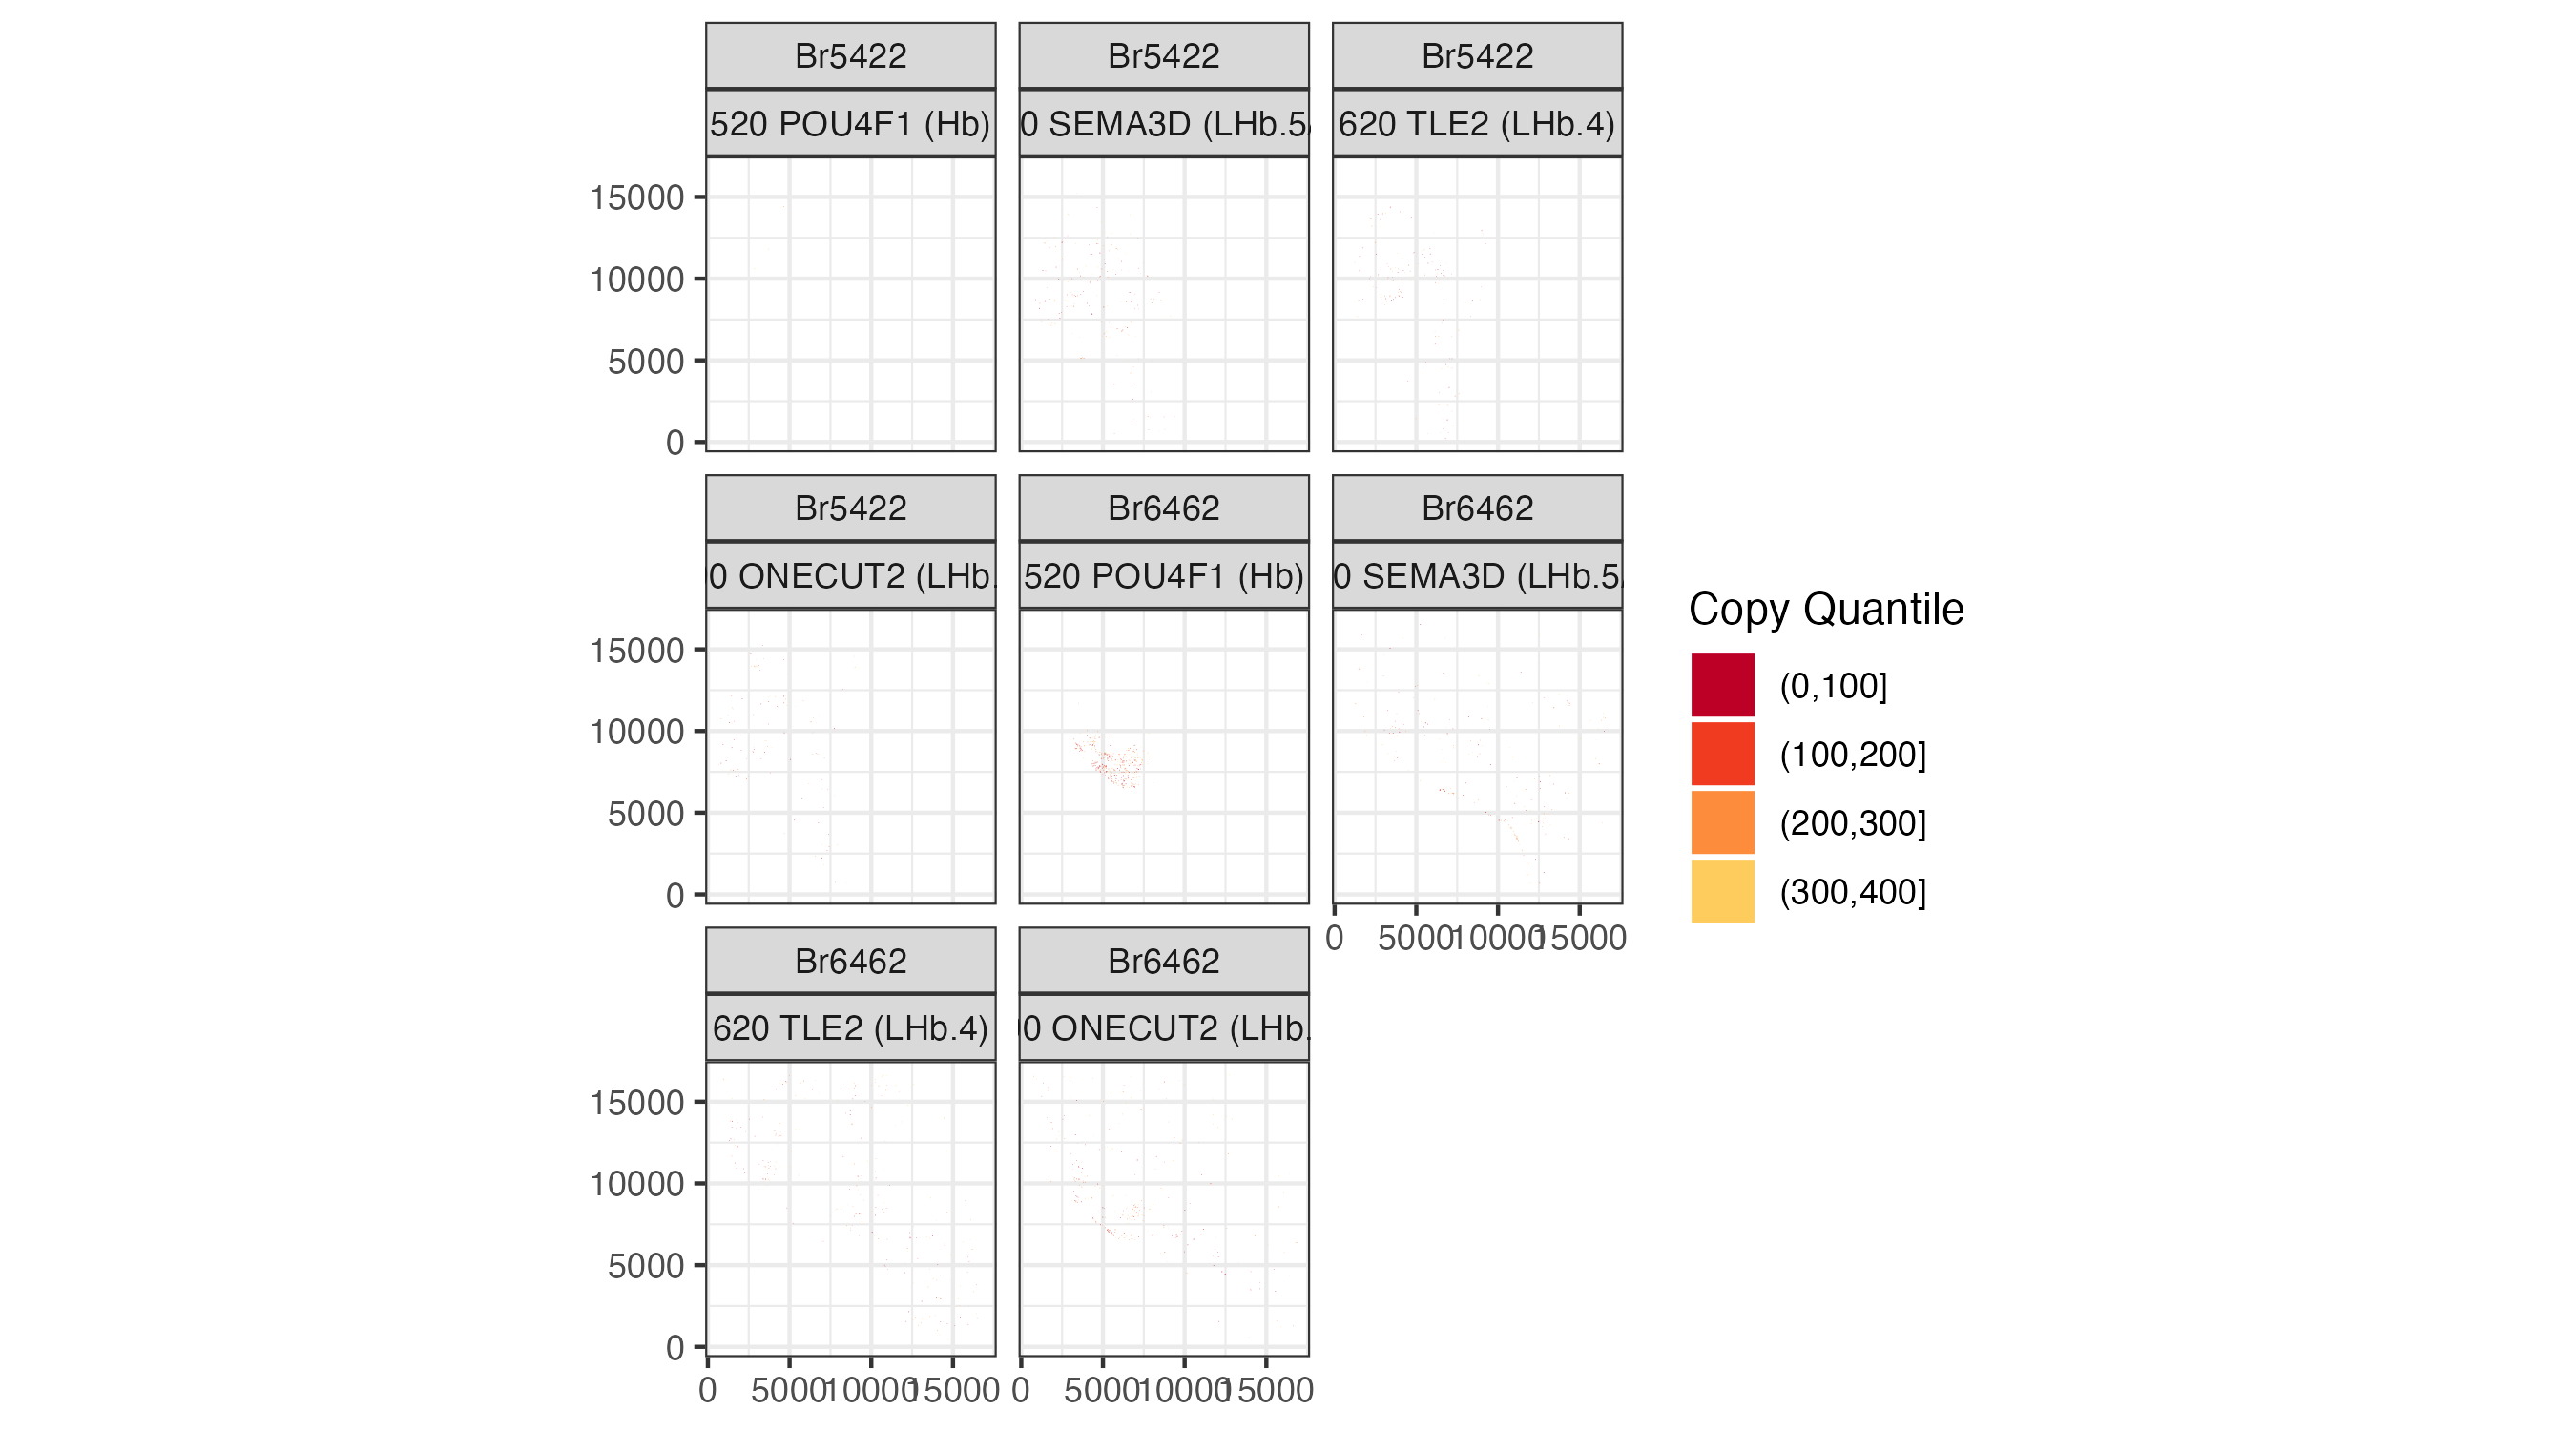 Br5422 Br5422 Br5422
520 POU4F1 (Hb) 0 SEMA3D (LHb.5 620 TLE2 (LHb.4)
15000
10000
5000
0
Br5422 Br6462 Br6462
0 ONECUT2 (LHb. 520 POU4F1 (Hb) 0 SEMA3D (LHb.5
15000
10000
5000
0
0 5000 10000 15000
Br6462 Br6462
620 TLE2 (LHb.4) 0 ONECUT2 (LHb.
15000
10000
5000
0
0 5000 10000 15000 0 5000 10000 15000
Copy Quantile
(0,100]
(100,200]
(200,300]
(300,400]